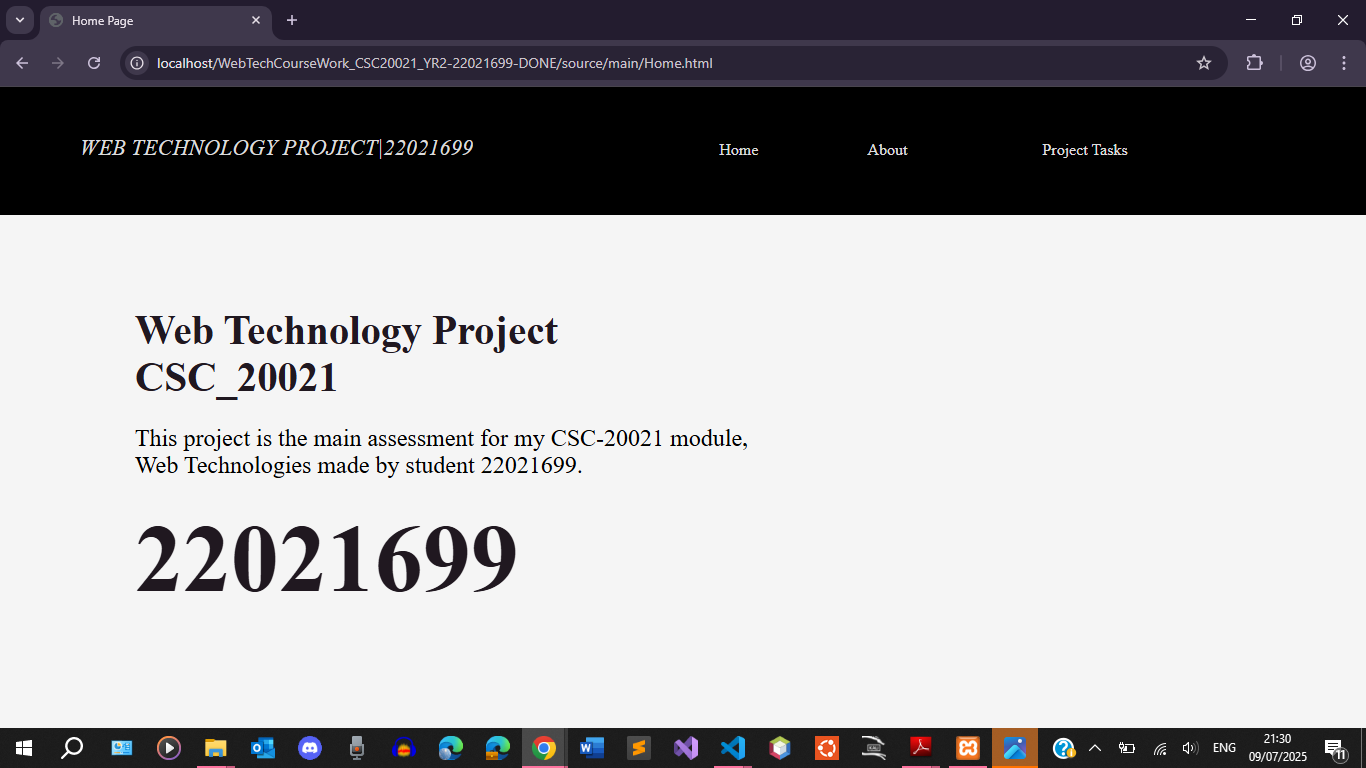 Home Page
localhost/WebTechCourseWork_CSC20021_YR2-22021699-DONE/source/main/Home.html
WEB TECHNOLOGY PROJECT|22021699
Home
About
Project Tasks
Web Technology Project
CSC_20021
This project is the main assessment for my CSC-20021 module,
Web Technologies made by student 22021699.
22021699
ENG
21:30
09/07/2025
11